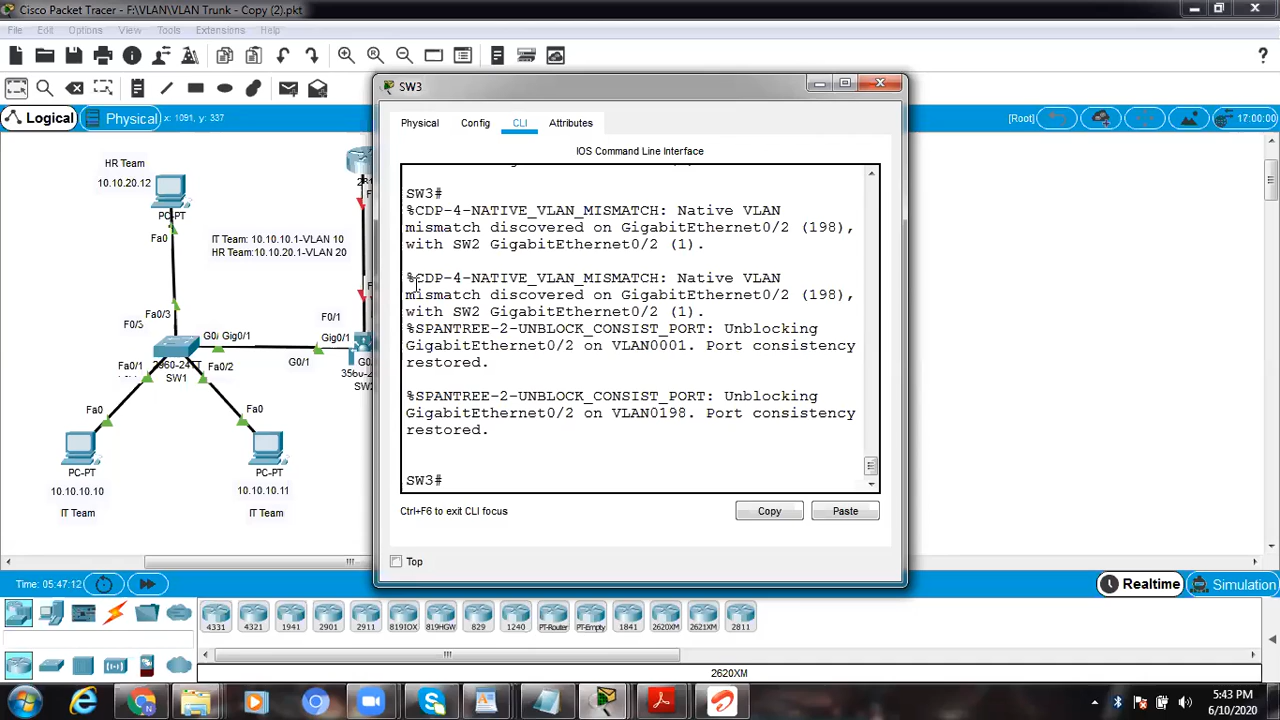 Cisco Packet Tracer - F:\VLAN\VLAN Trunk - Copy (2).pkt
File Edit Options View Tools Extensions Help
?
Logical Physical x: 1091, y: 337 [Root] 17:00:00
HR Team
10.10.20.12
PC-PT
Fa0
IT Team: 10.10.10.1-VLAN 10
HR Team:10.10.20.1-VLAN 20
Fa0/3
F0/1
G0/ Gig0/1
Gig0/1
G0/1
Fa0/1
Fa0/2
2960-24TT
SW1
Fa0
Fa0
PC-PT
PC-PT
10.10.10.10
10.10.10.11
IT Team
IT Team
SW3
Physical Config CLI Attributes
IOS Command Line Interface
SW3#
%CDP-4-NATIVE_VLAN_MISMATCH: Native VLAN
mismatch discovered on GigabitEthernet0/2 (198),
with SW2 GigabitEthernet0/2 (1).
%CDP-4-NATIVE_VLAN_MISMATCH: Native VLAN
mismatch discovered on GigabitEthernet0/2 (198),
with SW2 GigabitEthernet0/2 (1).
%SPANTREE-2-UNBLOCK_CONSIST_PORT: Unblocking
GigabitEthernet0/2 on VLAN0001. Port consistency
restored.
%SPANTREE-2-UNBLOCK_CONSIST_PORT: Unblocking
GigabitEthernet0/2 on VLAN0198. Port consistency
restored.
SW3#
Ctrl+F6 to exit CLI focus
Copy Paste
Top
Time: 05:47:12
Realtime Simulation
4331 4321 1941 2901 2911 819IOX 819HGW 829 1240 PT-Router PT-Empty 1841 2620XM 2621XM 2811
2620XM
5:43 PM
6/10/2020